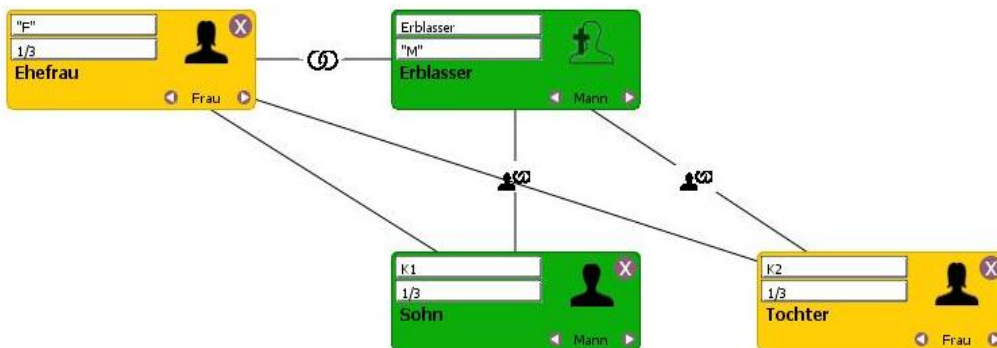 "F"
1/3
Ehefrau
Frau
Erblasser
"M"
Erblasser
Mann
K1
1/3
Sohn
Mann
K2
1/3
Tochter
Frau